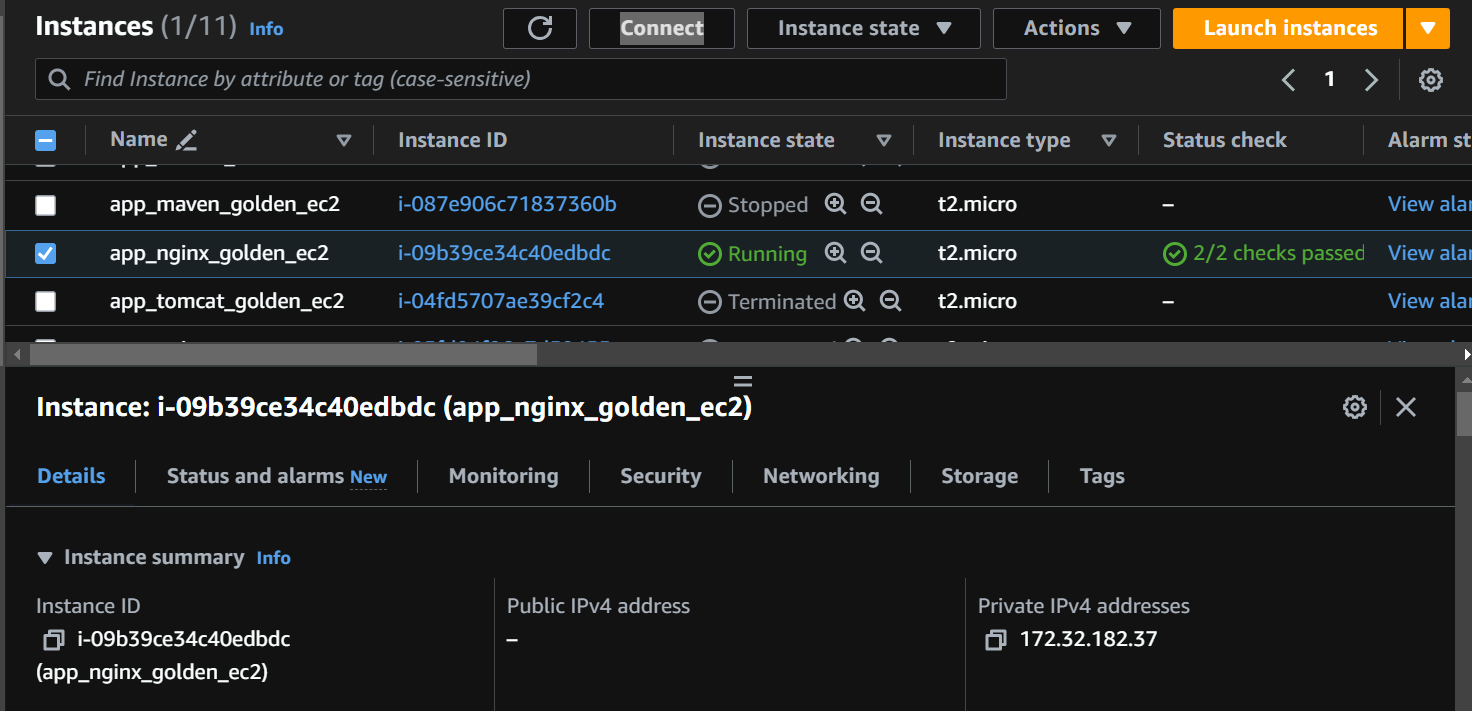 Instances (1/11) Info Connect Instance state Actions Launch instances
Find Instance by attribute or tag (case-sensitive) 1
Name Instance ID Instance state Instance type Status check Alarm st
app_maven_golden_ec2 i-087e906c71837360b Stopped t2.micro – View alar
app_nginx_golden_ec2 i-09b39ce34c40edbdc Running t2.micro 2/2 checks passed View alar
app_tomcat_golden_ec2 i-04fd5707ae39cf2c4 Terminated t2.micro – View alar
Instance: i-09b39ce34c40edbdc (app_nginx_golden_ec2)
Details Status and alarms New Monitoring Security Networking Storage Tags
Instance summary Info
Instance ID Public IPv4 address Private IPv4 addresses
i-09b39ce34c40edbdc – 172.32.182.37
(app_nginx_golden_ec2)